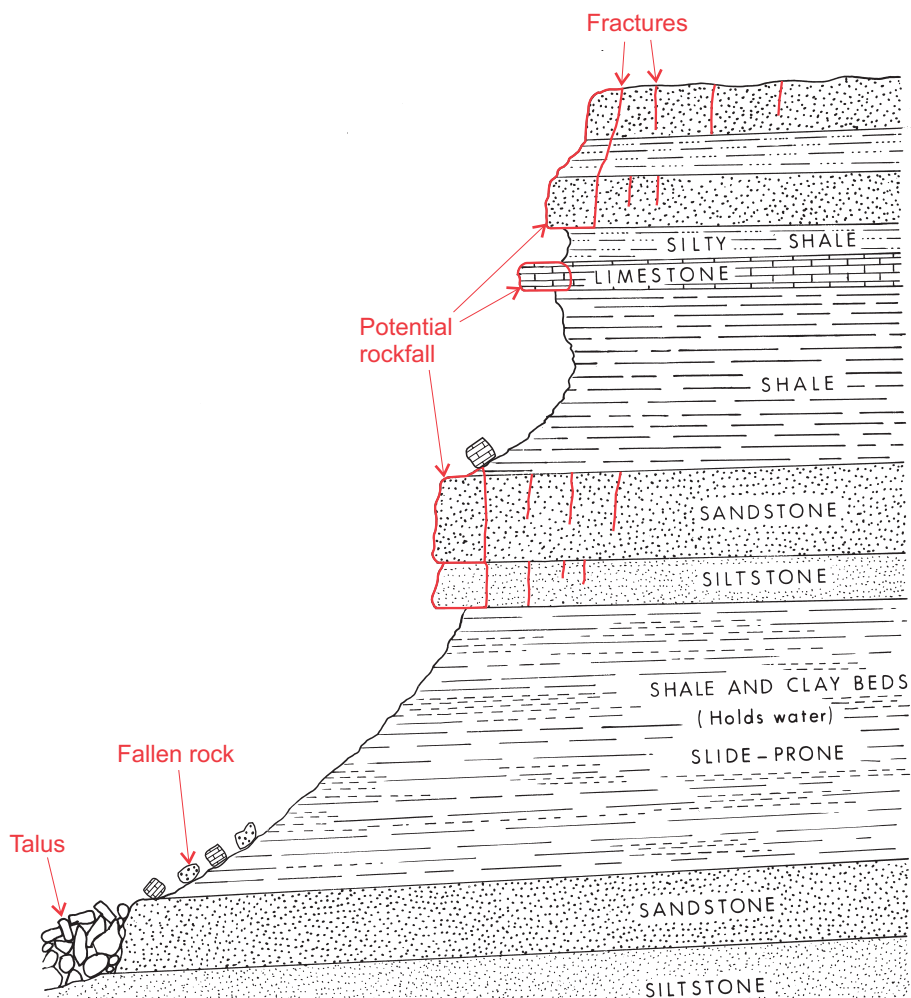 Fractures
SILTY SHALE
LIMESTONE
Potential
rockfall
SHALE
SANDSTONE
SILTSTONE
SHALE AND CLAY BEDS
(Holds water)
SLIDE-PRONE
Fallen rock
Talus
SANDSTONE
SILTSTONE